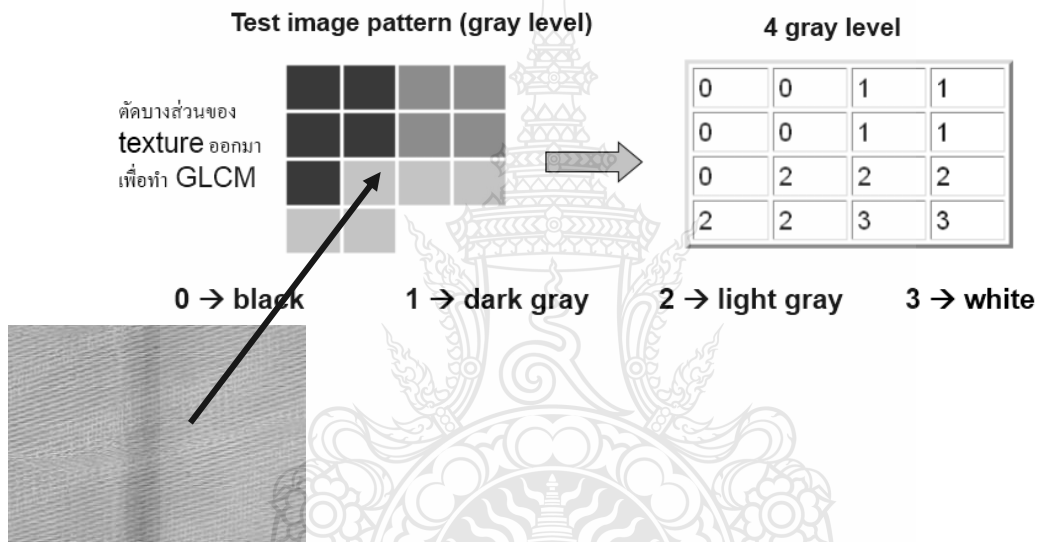 Test image pattern (gray level)
4 gray level
ตัดบางส่วนของ
texture ออกมา
เพื่อทำ GLCM
0 0 1 1
0 0 1 1
0 2 2 2
2 2 3 3
0 → black 1 → dark gray 2 → light gray 3 → white